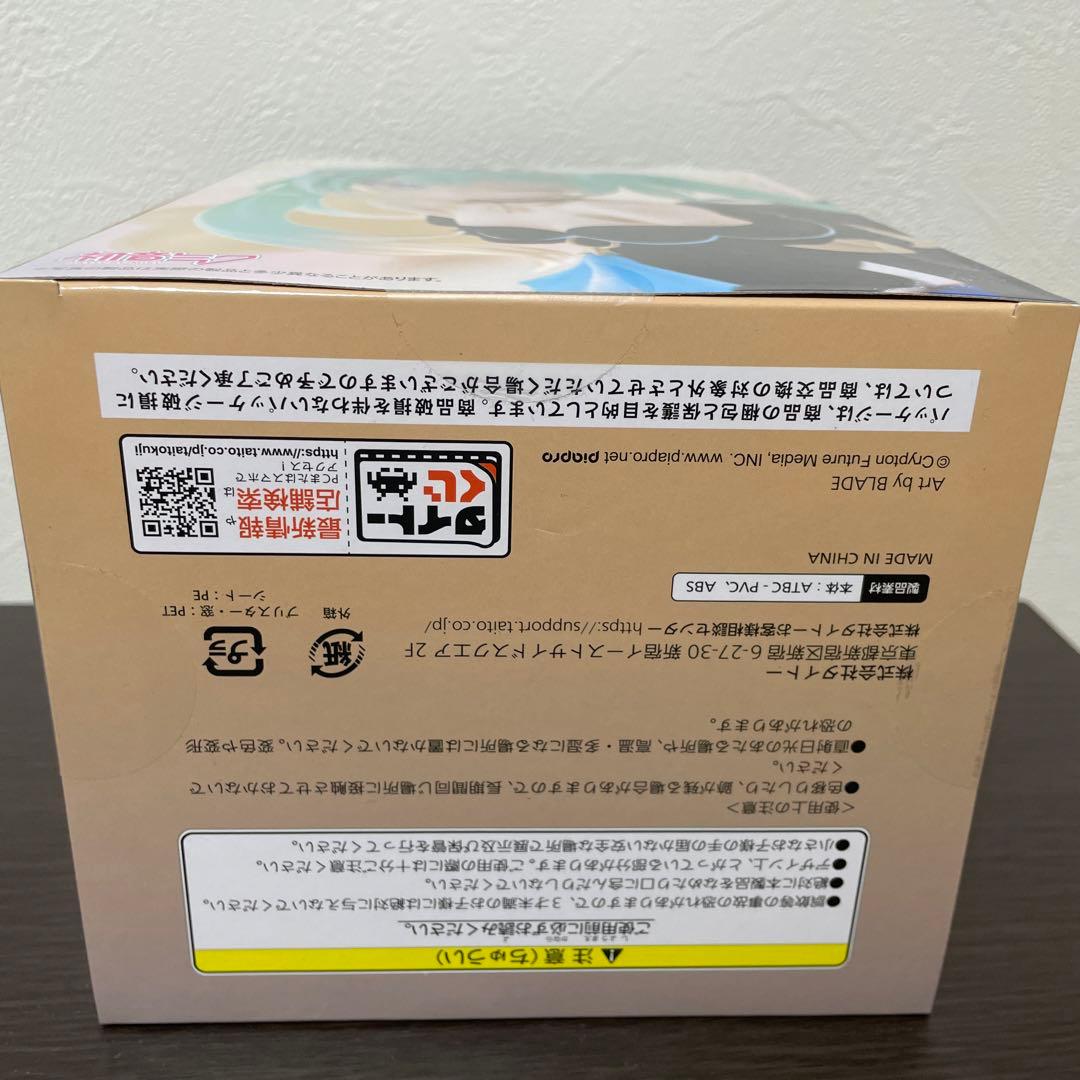 ⚠ 注意(ちゅうい)
ご使用前に必ずお読みください。
●誤飲等の事故の恐れがありますので、3才未満のお子様には絶対に与えないでください。
●絶対に本製品をなめたり口に含んだりしないでください。
●デザイン上、とがっている部分があります。ご使用の際には十分ご注意ください。
●小さなお子様の手の届かない安全な場所で展示及び保管を行ってください。
<使用上の注意>
●色移りしたり、跡が残る場合がありますので、長期間同じ場所に接触させておかないで
ください。
●直射日光のあたる場所や、高温・多湿になる場所には置かないでください。変色や変形
の恐れがあります。
株式会社タイトー
東京都新宿区新宿 6-27-30 新宿イーストサイドスクエア 2F
株式会社タイトーお客様相談センター https://support.taito.co.jp/
紙
外箱
プラ
ブリスター・窓:PET
シート:PE
製品素材 本体:ATBC-PVC、ABS
MADE IN CHINA
タイトー
くじ
最新情報や
店舗検索は
PCまたはスマホで
アクセス!
https://www.taito.co.jp/taitokuji
Art by BLADE
© Crypton Future Media, INC. www.piapro.net piapro
パッケージは、商品の梱包と保護を目的としています。商品破損を伴わないパッケージ破損に
ついては、商品交換の対象外とさせていただく場合がございますので予めご了承ください。